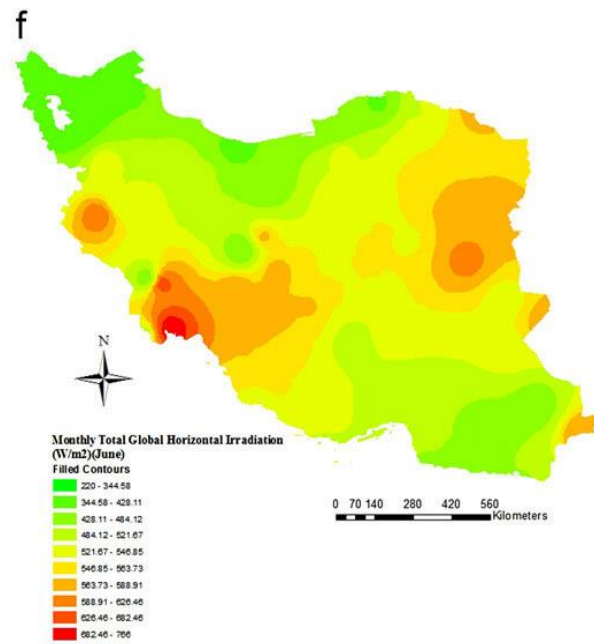 f
N
Monthly Total Global Horizontal Irradiation
(W/m2)(June)
Filled Contours
220 - 344.58
344.58 - 428.11
428.11 - 484.12
484.12 - 521.67
521.67 - 546.85
546.85 - 563.73
563.73 - 588.91
588.91 - 626.46
626.46 - 682.46
682.46 - 766
0 70 140 280 420 560
Kilometers